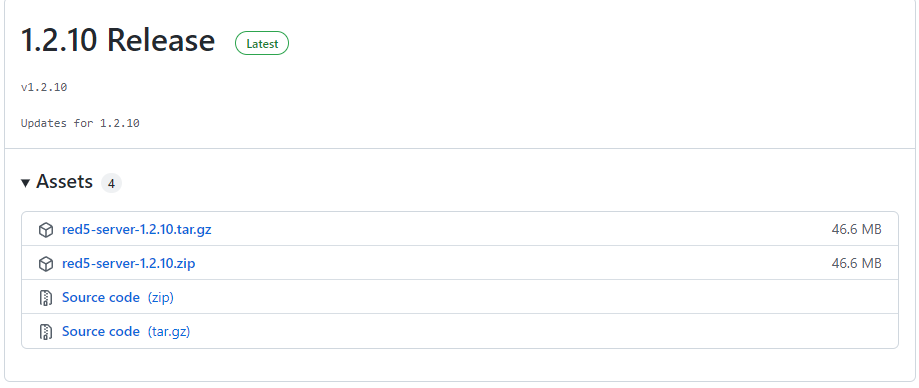 1.2.10 Release Latest
v1.2.10
Updates for 1.2.10
Assets 4
red5-server-1.2.10.tar.gz 46.6 MB
red5-server-1.2.10.zip 46.6 MB
Source code (zip)
Source code (tar.gz)